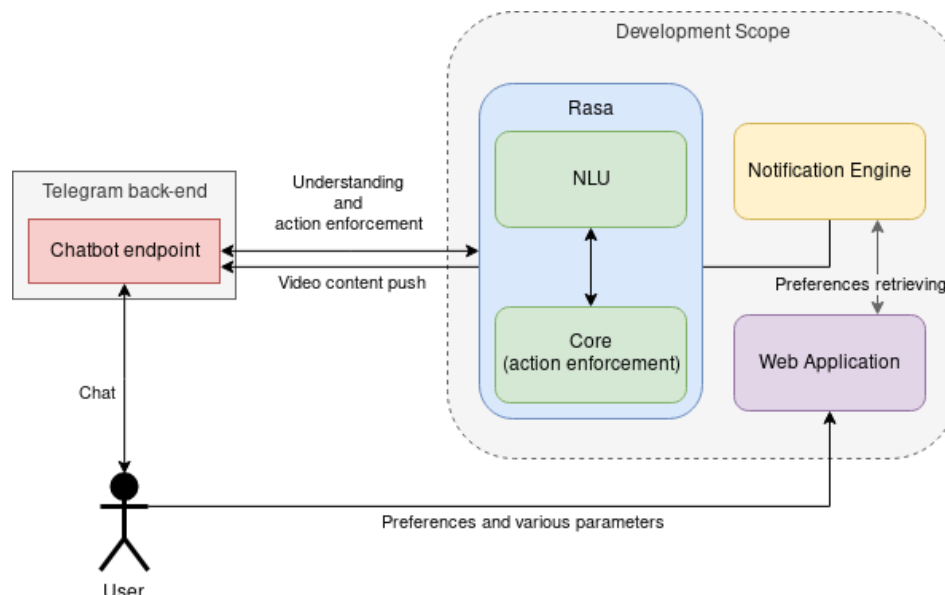 Development Scope
Rasa
NLU
Notification Engine
Telegram back-end
Understanding
and
action enforcement
Chatbot endpoint
Video content push
Preferences retrieving
Core
(action enforcement)
Web Application
Chat
Preferences and various parameters
User